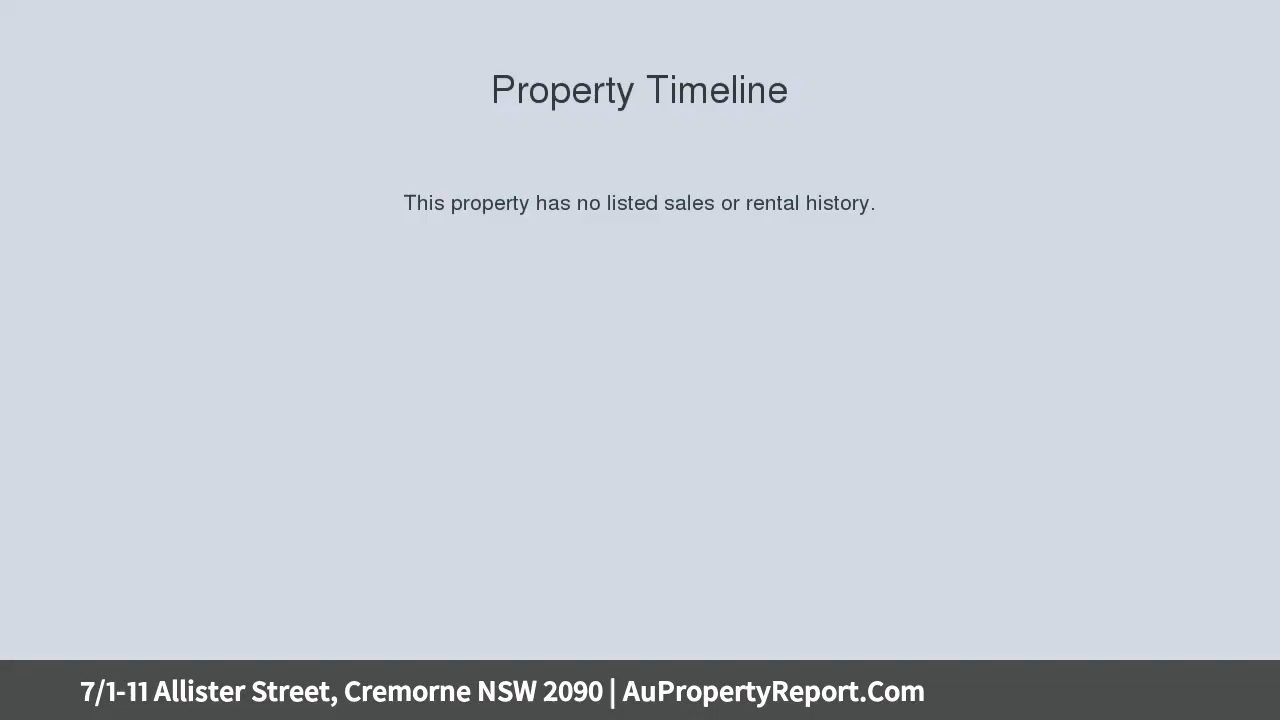 Property Timeline
This property has no listed sales or rental history.
7/1-11 Allister Street, Cremorne NSW 2090 | AuPropertyReport.Com